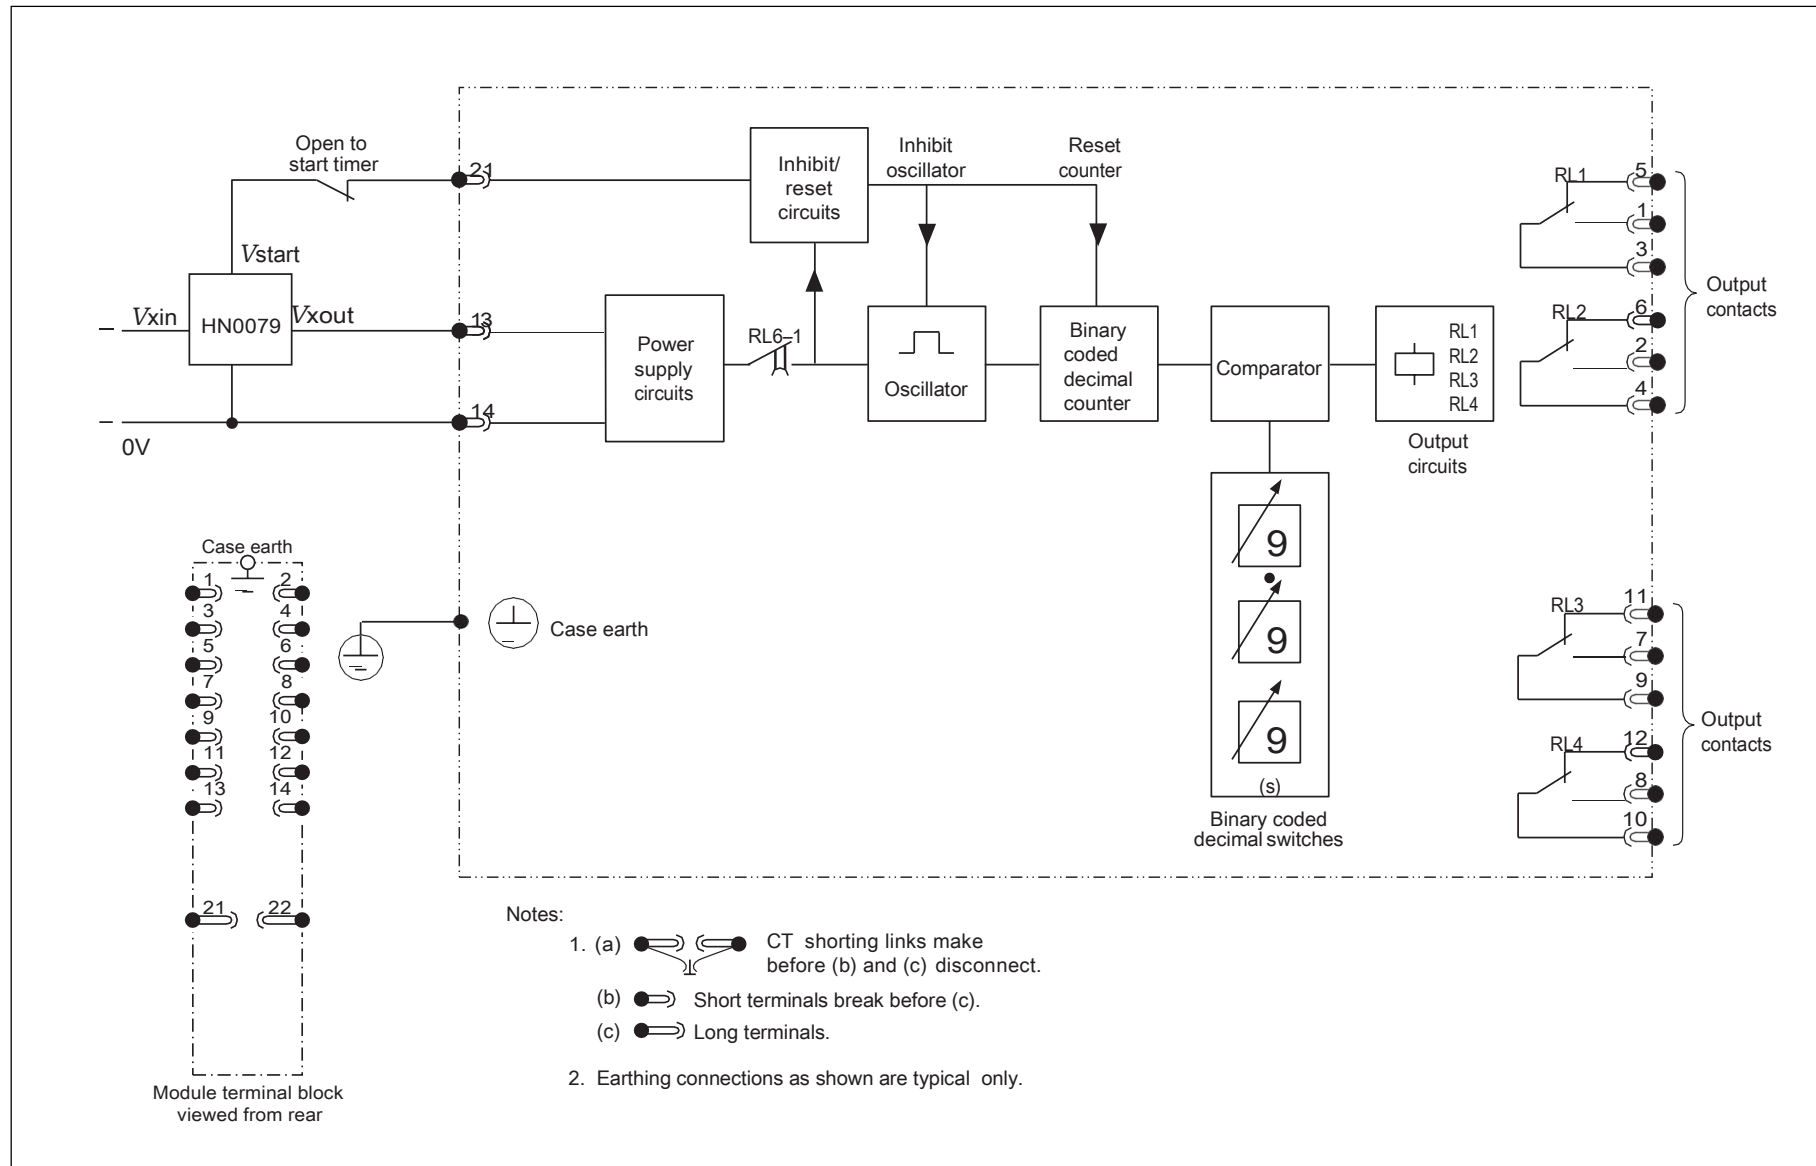 Open to
start timer
21
Inhibit/
reset
circuits
Inhibit
oscillator
Reset
counter
Vstart
Vxin
HN0079
Vxout
13
Power
supply
circuits
RL6-1
Oscillator
Binary
coded
decimal
counter
Comparator
RL1
RL2
RL3
RL4
Output
circuits
14
0V
RL1
5
1
3
RL2
6
2
4
Output
contacts
9
9
9
(s)
Binary coded
decimal switches
RL3
11
7
9
RL4
12
8
10
Output
contacts
Case earth
Case earth
1 2
3 4
5 6
7 8
9 10
11 12
13 14
21 22
Module terminal block
viewed from rear
Notes:
1. (a) CT shorting links make
before (b) and (c) disconnect.
(b) Short terminals break before (c).
(c) Long terminals.
2. Earthing connections as shown are typical only.